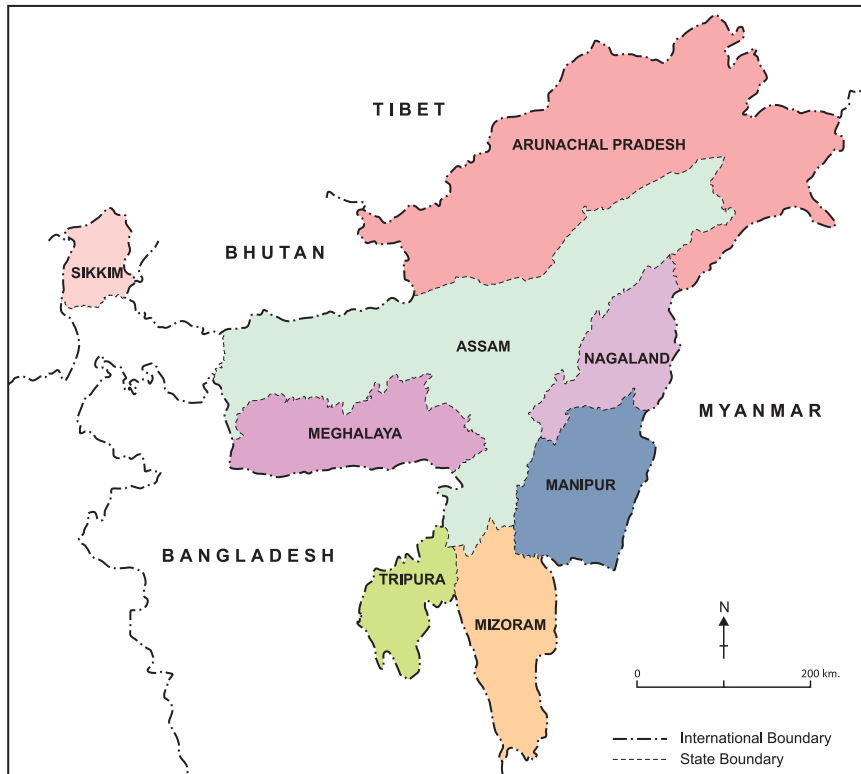 TIBET
ARUNACHAL PRADESH
BHUTAN
SIKKIM
ASSAM
NAGALAND
MYANMAR
MEGHALAYA
MANIPUR
BANGLADESH
TRIPURA
MIZORAM
N
0 200 km.
International Boundary
State Boundary